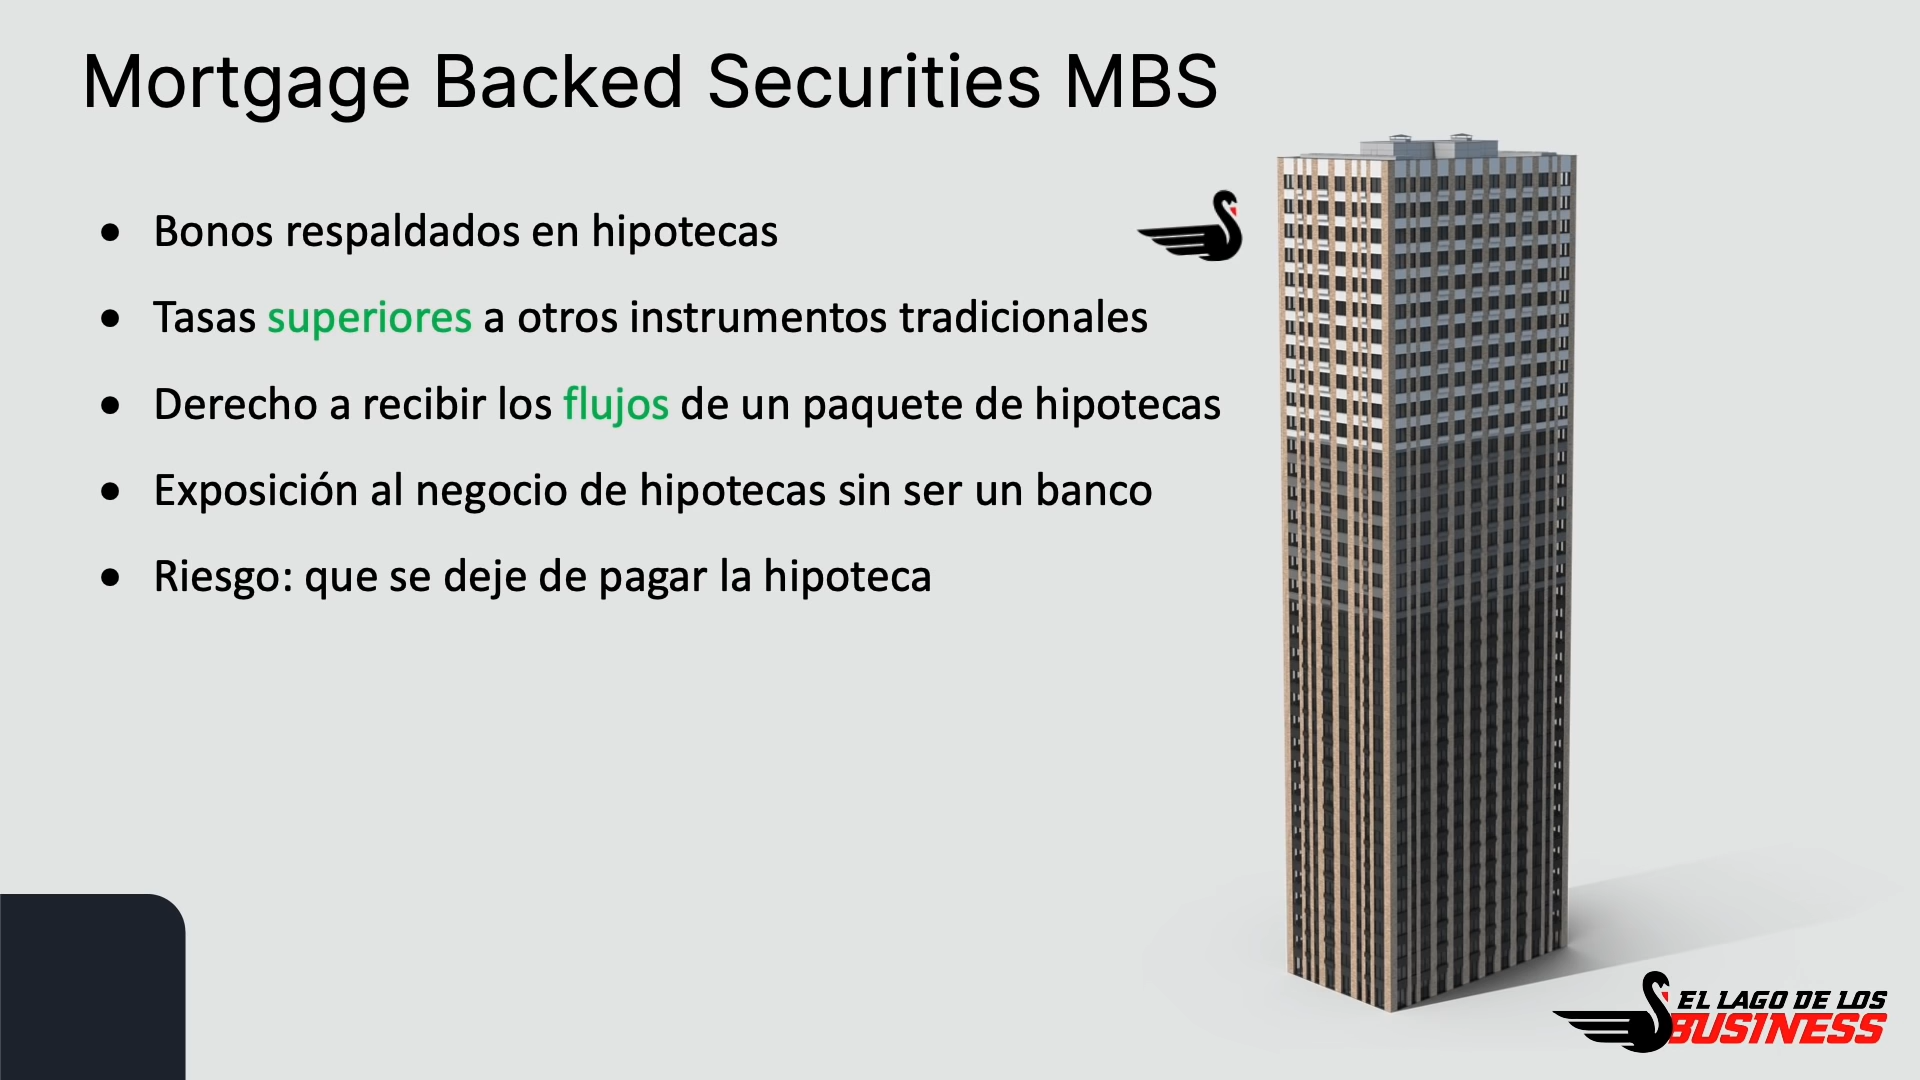 Mortgage Backed Securities MBS
• Bonos respaldados en hipotecas
• Tasas superiores a otros instrumentos tradicionales
• Derecho a recibir los flujos de un paquete de hipotecas
• Exposición al negocio de hipotecas sin ser un banco
• Riesgo: que se deje de pagar la hipoteca
EL LAGO DE LOS
BUSINESS